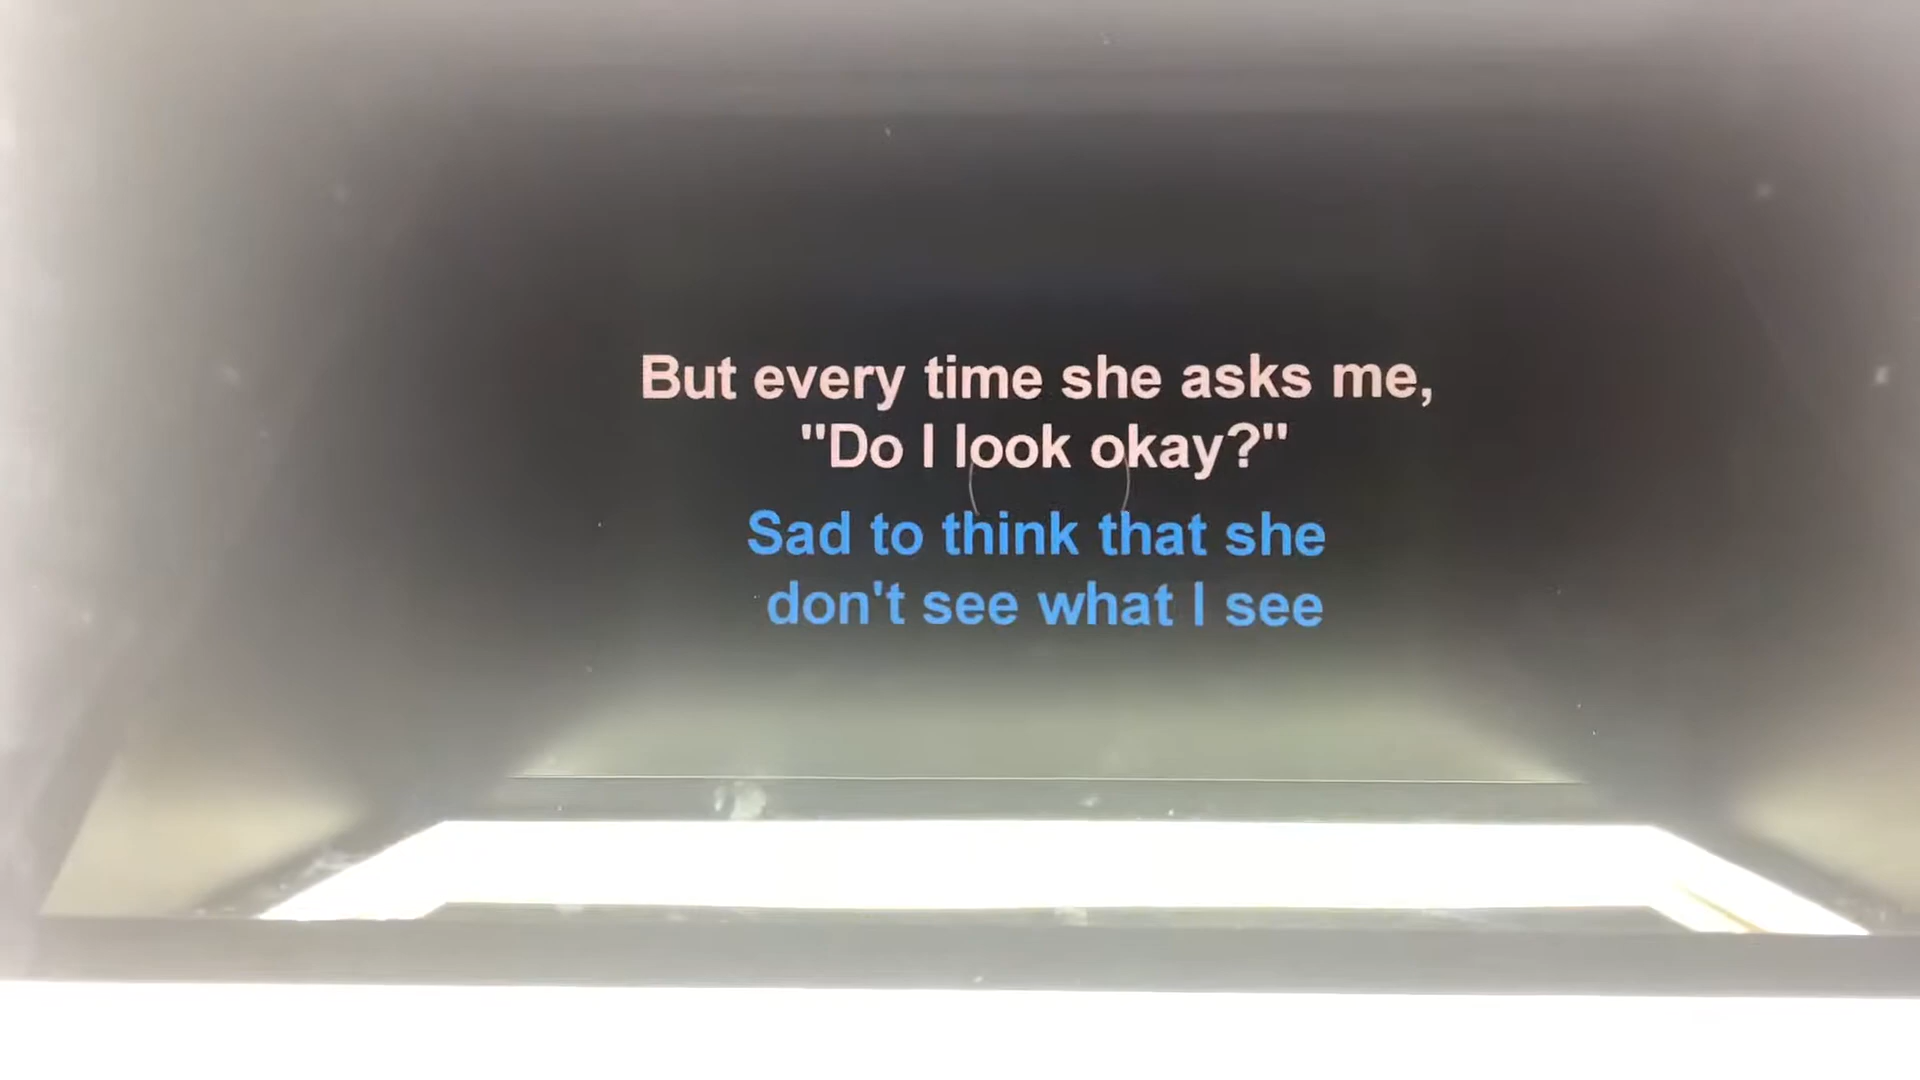 But every time she asks me,
"Do I look okay?"
Sad to think that she
don't see what I see